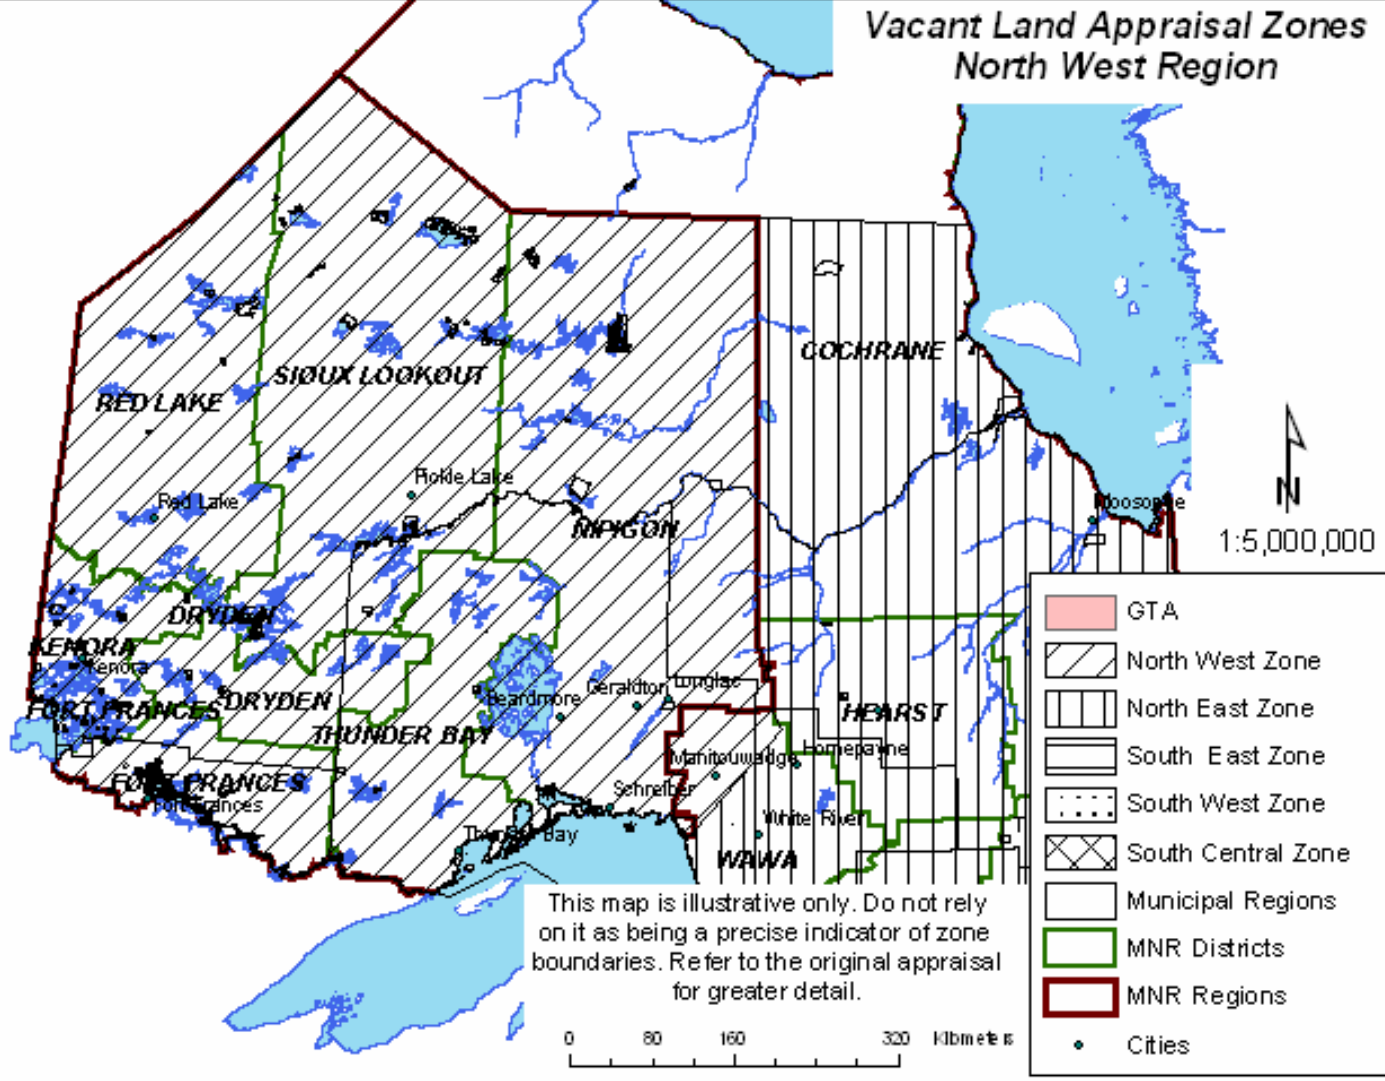 Vacant Land Appraisal Zones
North West Region
COCHRANE
SIOUX LOOKOUT
RED LAKE
Pickle Lake
Red Lake
Moosonee
NIPIGON
N
1:5,000,000
DRYDEN
KENORA
Kenora
Longlac
Geraldton
Beardmore
FORT FRANCES
DRYDEN
HEARST
THUNDER BAY
Hornepayne
Manitouwadge
FORT FRANCES
Fort Frances
Schreiber
White River
Thunder Bay
WAWA
GTA
North West Zone
North East Zone
South East Zone
South West Zone
South Central Zone
Municipal Regions
MNR Districts
MNR Regions
Cities
This map is illustrative only. Do not rely
on it as being a precise indicator of zone
boundaries. Refer to the original appraisal
for greater detail.
0 80 160 320 Kilometers